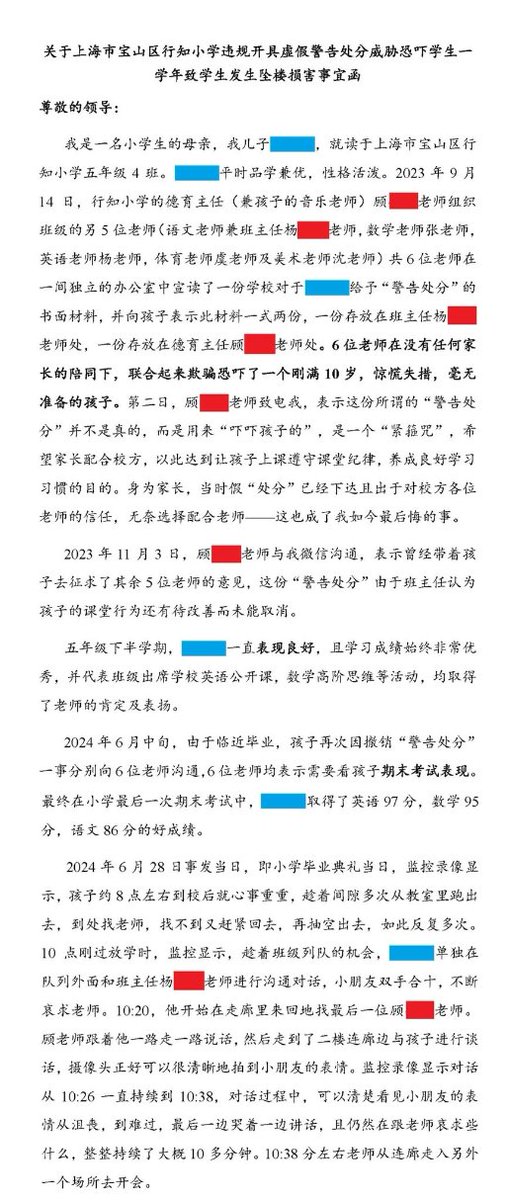 关于上海市宝山区行知小学违规开具虚假警告处分威胁恐吓学生一
学年致学生发生坠楼损害事宜函
尊敬的领导：
我是一名小学生的母亲，我儿子，就读于上海市宝山区行
知小学五年级4班。平时品学兼优，性格活泼。2023年9月
14日，行知小学的德育主任（兼孩子的音乐老师）顾老师组织
班级的另5位老师（语文老师兼班主任杨老师，数学老师张老师，
英语老师杨老师，体育老师虞老师及美术老师沈老师）共6位老师在
一间独立的办公室中宣读了一份学校对于给予“警告处分”的
书面材料，并向孩子表示此材料一式两份，一份存放在班主任杨
老师处，一份存放在德育主任顾老师处。6位老师在没有任何家
长的陪同下，联合起来欺骗恐吓了一个刚满10岁，惊慌失措，毫无
准备的孩子。第二日，顾老师致电我，表示这份所谓的“警告处
分”并不是真的，而是用来“吓吓孩子的”，是一个“紧箍咒”，希
望家长配合校方，以此达到让孩子上课遵守课堂纪律，养成良好学习
习惯的目的。身为家长，当时假“处分”已经下达且出于对校方各位
老师的信任，无奈选择配合老师——这也成了我如今最后悔的事。
2023年11月3日，顾老师与我微信沟通，表示曾经带着孩
子去征求了其余5位老师的意见，这份“警告处分”由于班主任认为
孩子的课堂行为还有待改善而未能取消。
五年级下半学期，一直表现良好，且学习成绩始终非常优
秀，并代表班级出席学校英语公开课，数学高阶思维等活动，均取得
了老师的肯定及表扬。
2024年6月中旬，由于临近毕业，孩子再次因撤销“警告处分”
一事分别向6位老师沟通,6位老师均表示需要看孩子期末考试表现。
最终在小学最后一次期末考试中，取得了英语97分，数学95
分，语文86分的好成绩。
2024年6月28日事发当日，即小学毕业典礼当日，监控录像显
示，孩子约8点左右到校后就心事重重，趁着间隙多次从教室里跑出
去，到处找老师，找不到又赶紧回去，再抽空出去，如此反复多次。
10点刚过放学时，监控显示，趁着班级列队的机会，单独在
队列外面和班主任杨老师进行沟通对话，小朋友双手合十，不断
哀求老师。10:20，他开始在走廊里来回地找最后一位顾老师。
顾老师跟着他一路走一路说话，然后走到了二楼连廊边与孩子进行谈
话，摄像头正好可以很清晰地拍到小朋友的表情。监控录像显示对话
从10:26一直持续到10:38，对话过程中，可以清楚看见小朋友的表
情从沮丧，到难过，最后一边哭着一边讲话，且仍然在跟老师哀求些
什么，整整持续了大概10多分钟。10:38分左右老师从连廊走入另外
一个场所去开会。